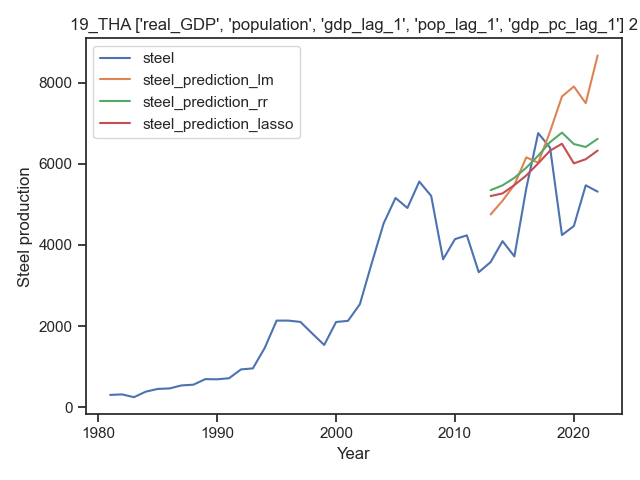 19_THA ['real_GDP', 'population', 'gdp_lag_1', 'pop_lag_1', 'gdp_pc_lag_1'] 2
steel
steel_prediction_lm
steel_prediction_rr
steel_prediction_lasso
8000
6000
4000
2000
0
Steel production
1980
1990
2000
2010
2020
Year